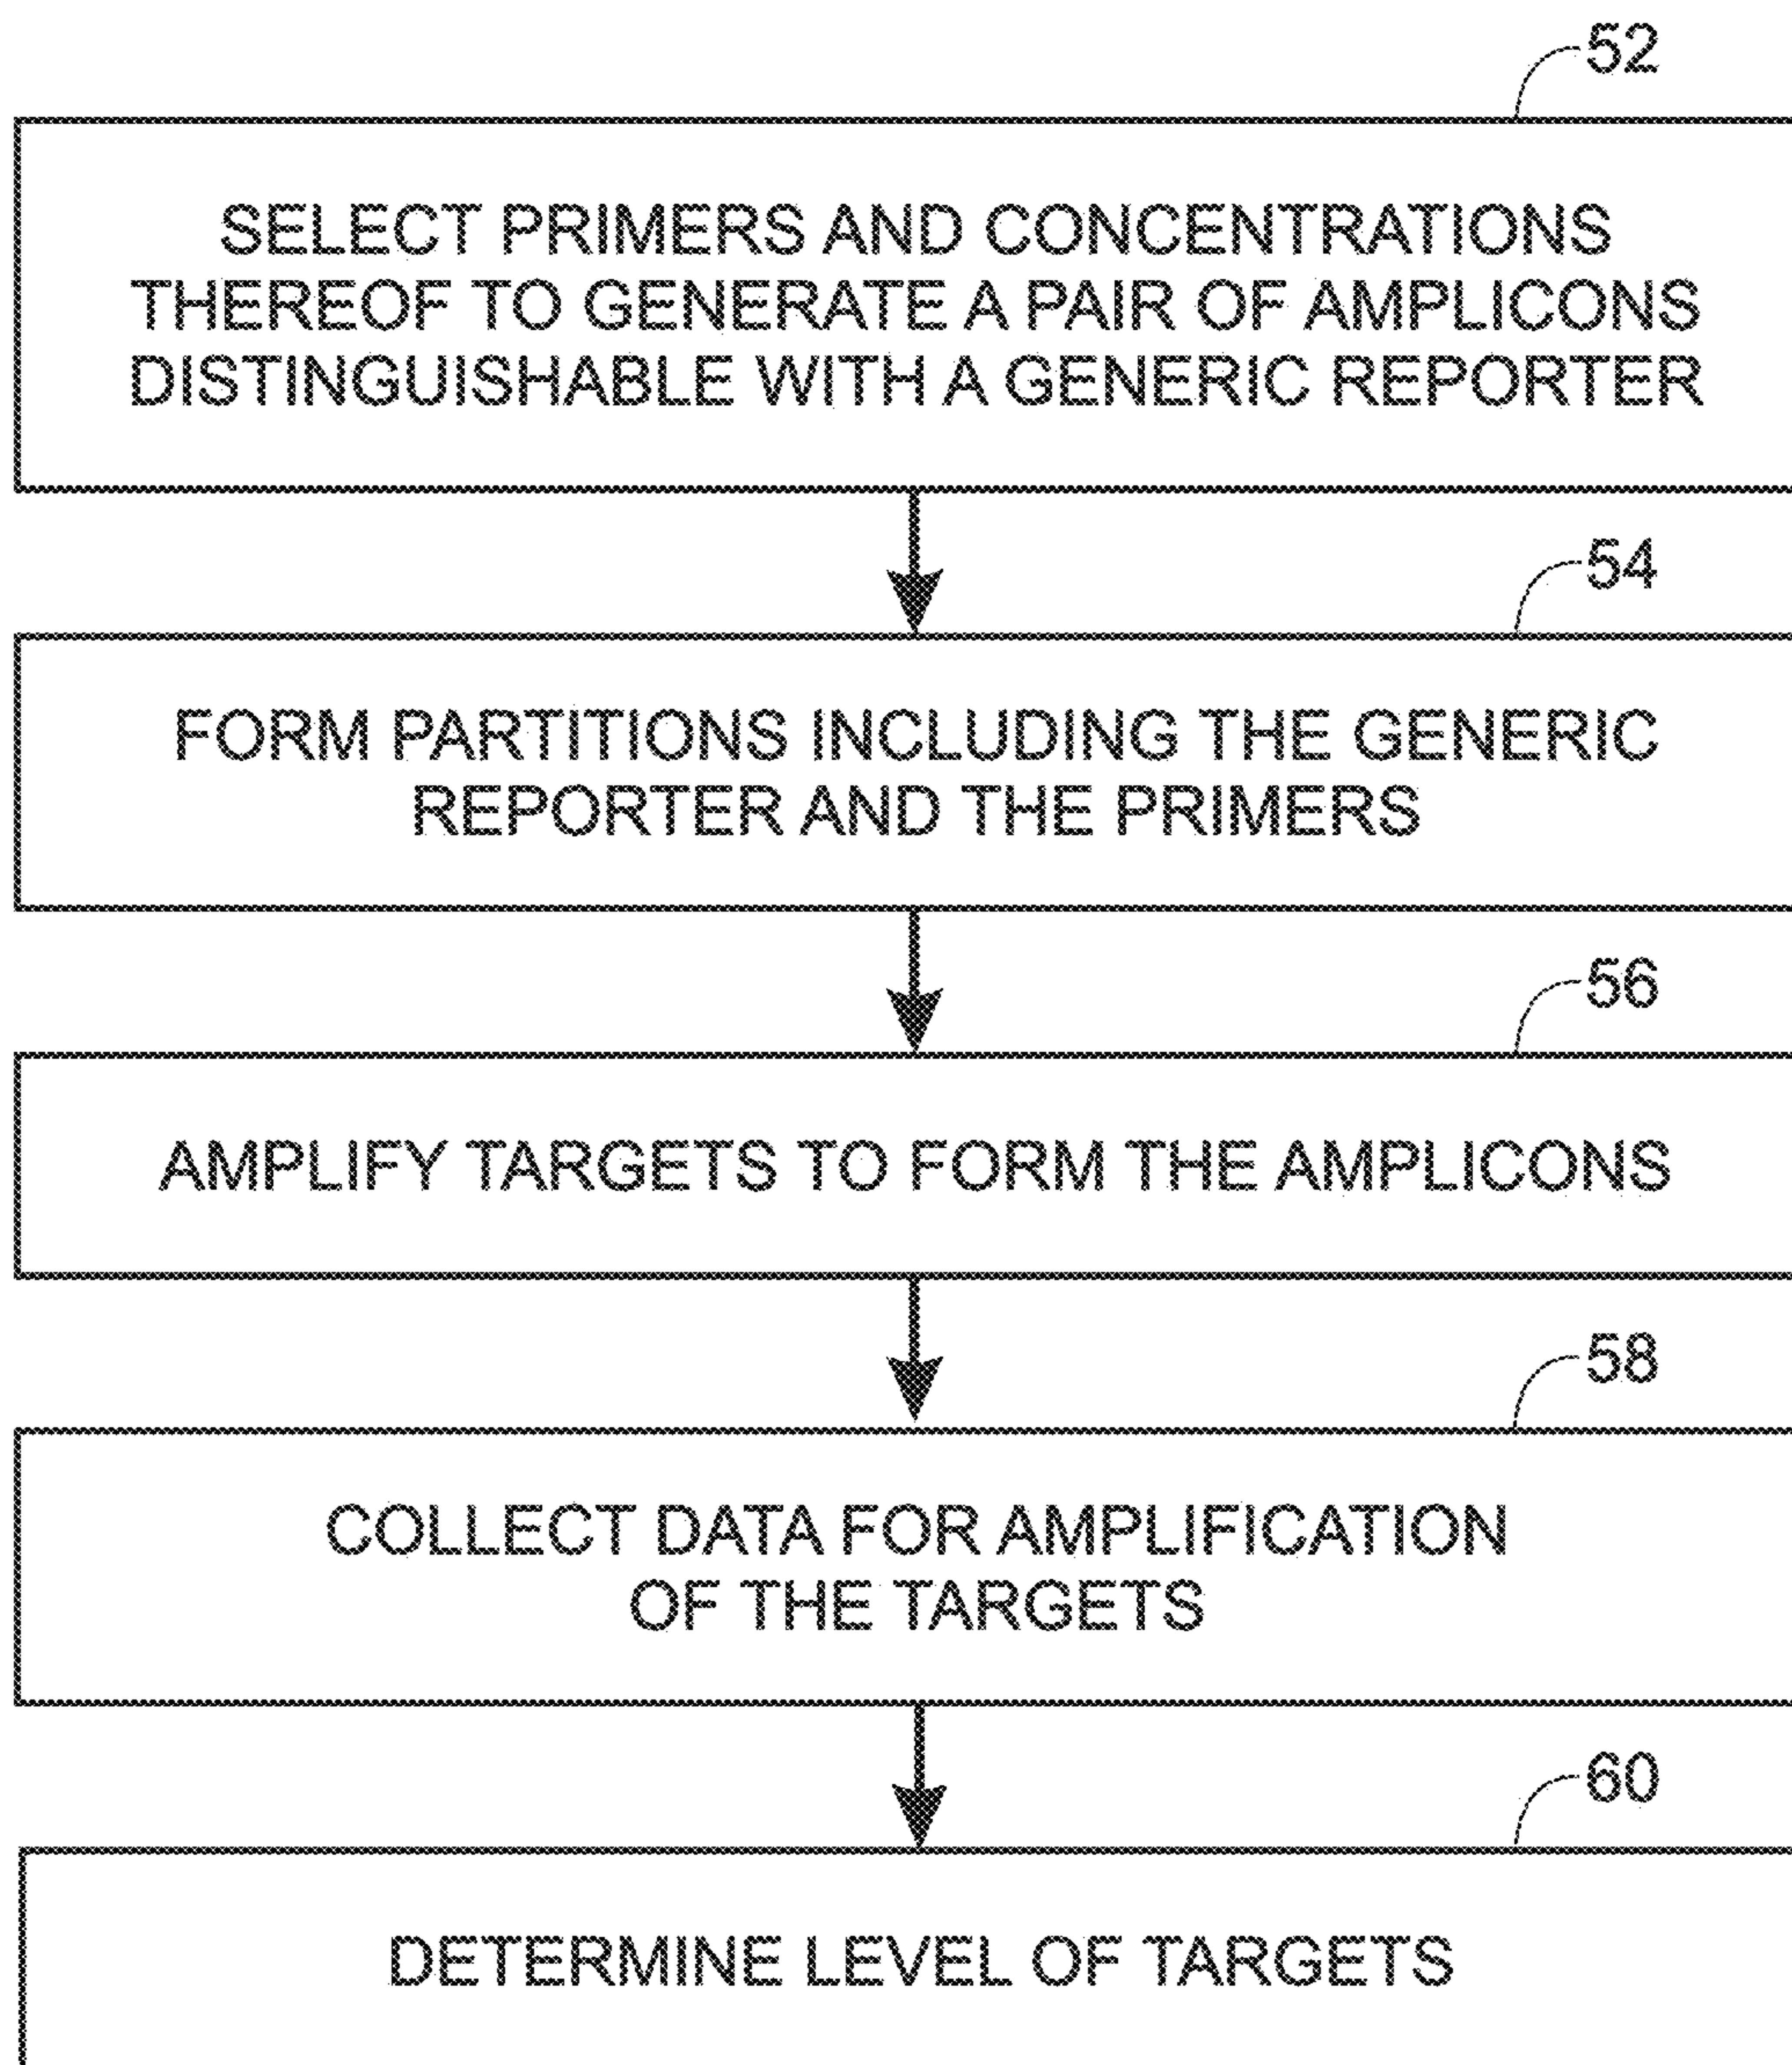 52
SELECT PRIMERS AND CONCENTRATIONS
THEREOF TO GENERATE A PAIR OF AMPLICONS
DISTINGUISHABLE WITH A GENERIC REPORTER
54
FORM PARTITIONS INCLUDING THE GENERIC
REPORTER AND THE PRIMERS
56
AMPLIFY TARGETS TO FORM THE AMPLICONS
58
COLLECT DATA FOR AMPLIFICATION
OF THE TARGETS
60
DETERMINE LEVEL OF TARGETS